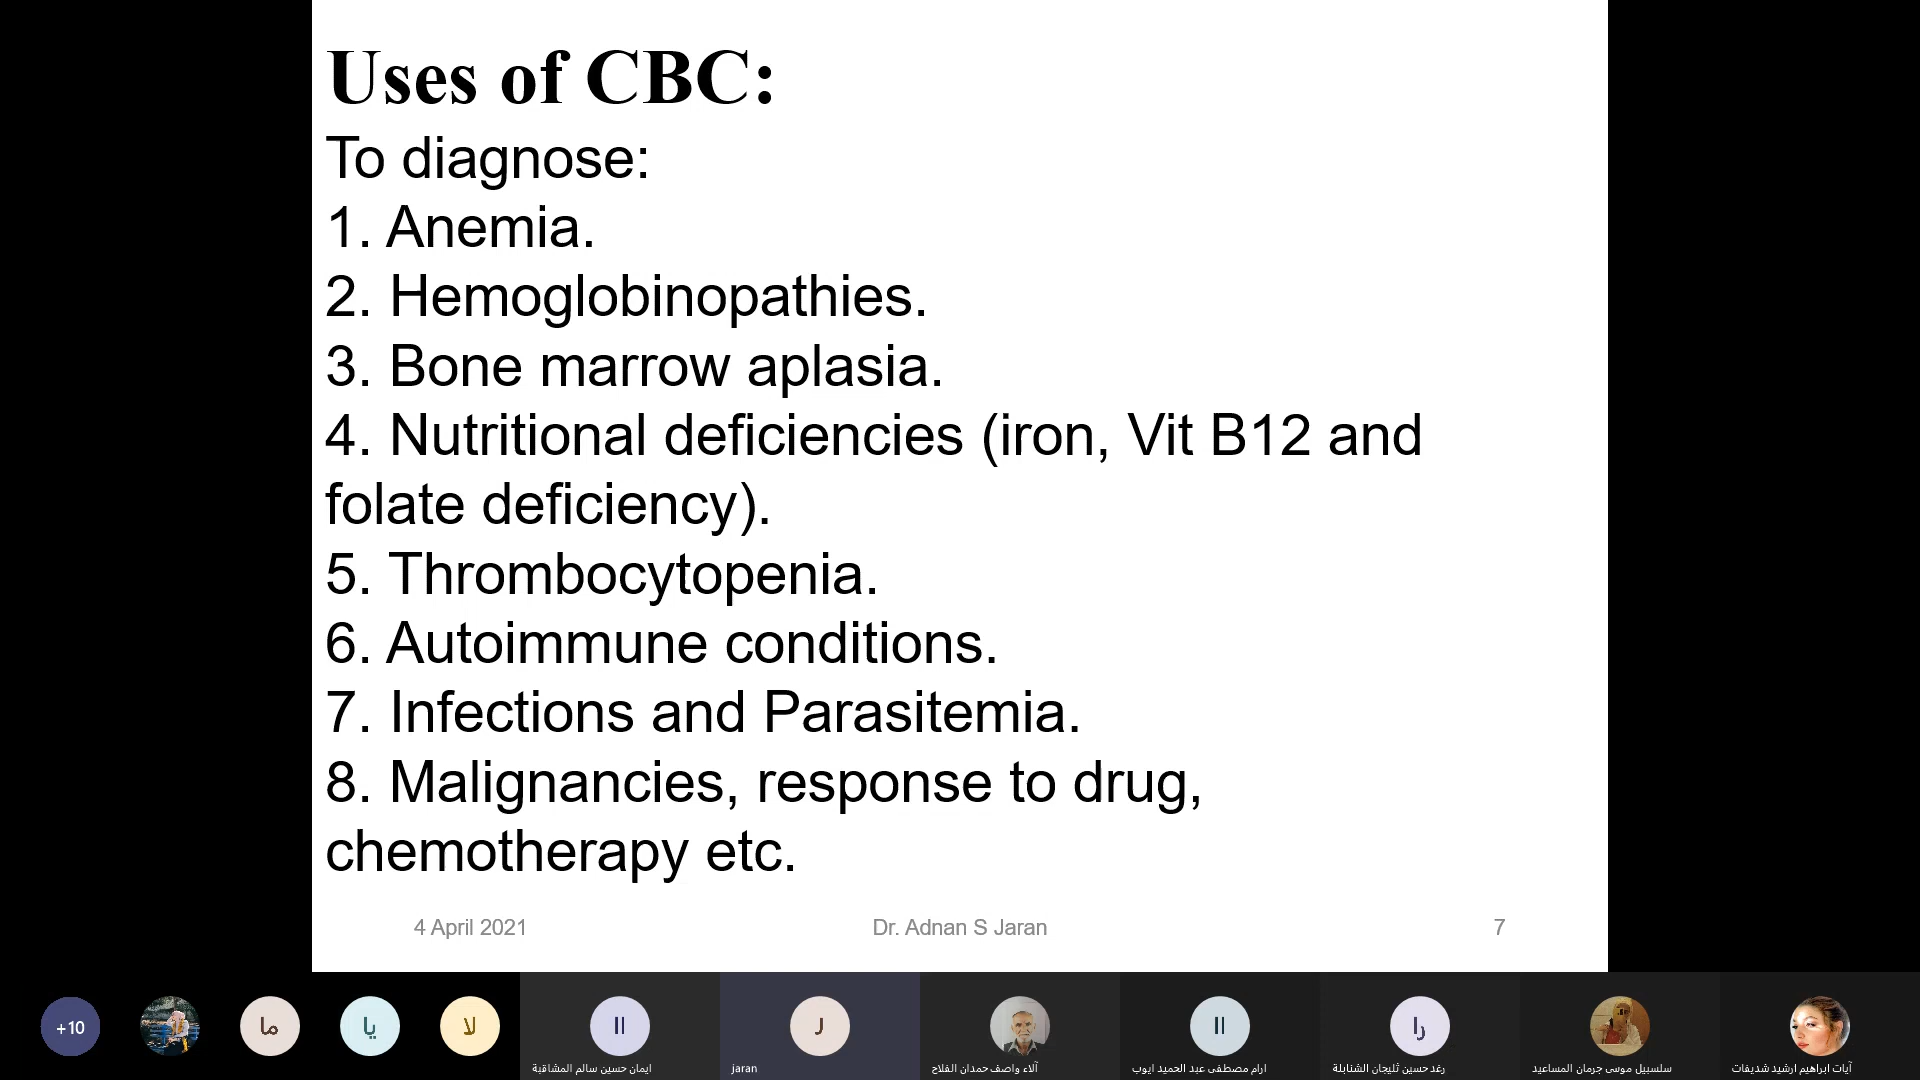 Uses of CBC:
To diagnose:
1. Anemia.
2. Hemoglobinopathies.
3. Bone marrow aplasia.
4. Nutritional deficiencies (iron, Vit B12 and
folate deficiency).
5. Thrombocytopenia.
6. Autoimmune conditions.
7. Infections and Parasitemia.
8. Malignancies, response to drug,
chemotherapy etc.
4 April 2021
Dr. Adnan S Jaran
7
+10
ما
يا
لا
اا
ر
اا
را
ايمان حسين سالم المشاقبة
jaran
آلاء واصف حمدان الفلاح
ارام مصطفى عبد الحميد ايوب
رغد حسين ثليجان الشنابلة
سلسبيل موسى جرمان المساعيد
آيات ابراهيم ارشيد شديفات